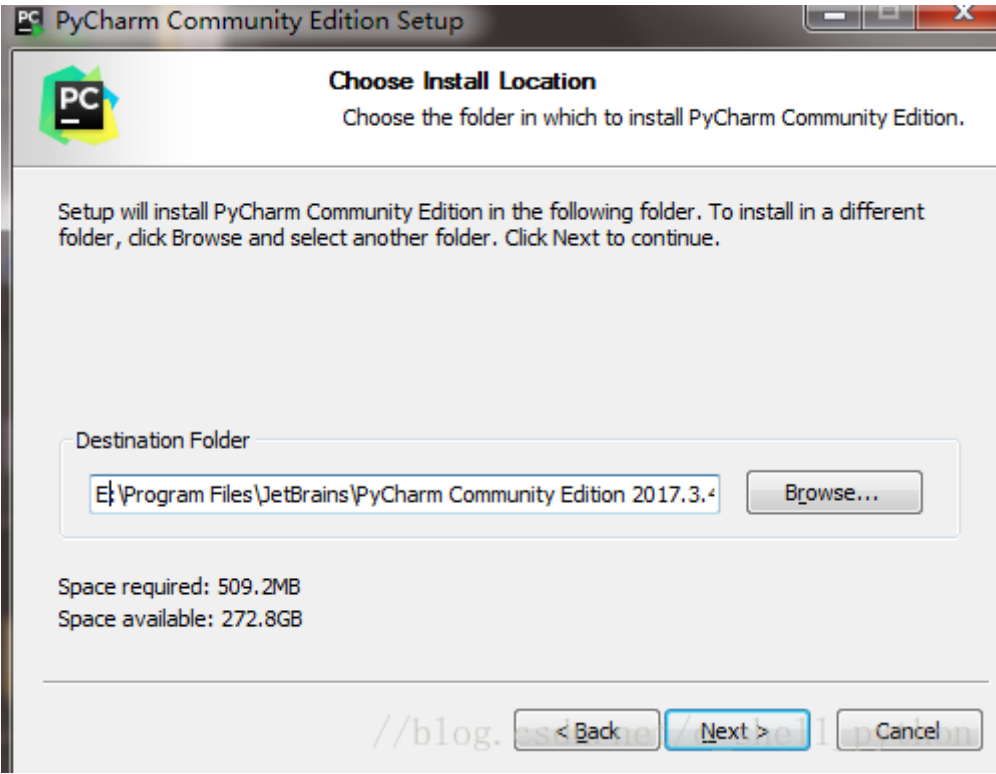 PyCharm Community Edition Setup
PC
Choose Install Location
Choose the folder in which to install PyCharm Community Edition.
Setup will install PyCharm Community Edition in the following folder. To install in a different
folder, click Browse and select another folder. Click Next to continue.
Destination Folder
E:\Program Files\JetBrains\PyCharm Community Edition 2017.3.4
Browse...
Space required: 509.2MB
Space available: 272.8GB
< Back
Next >
Cancel
//blog.